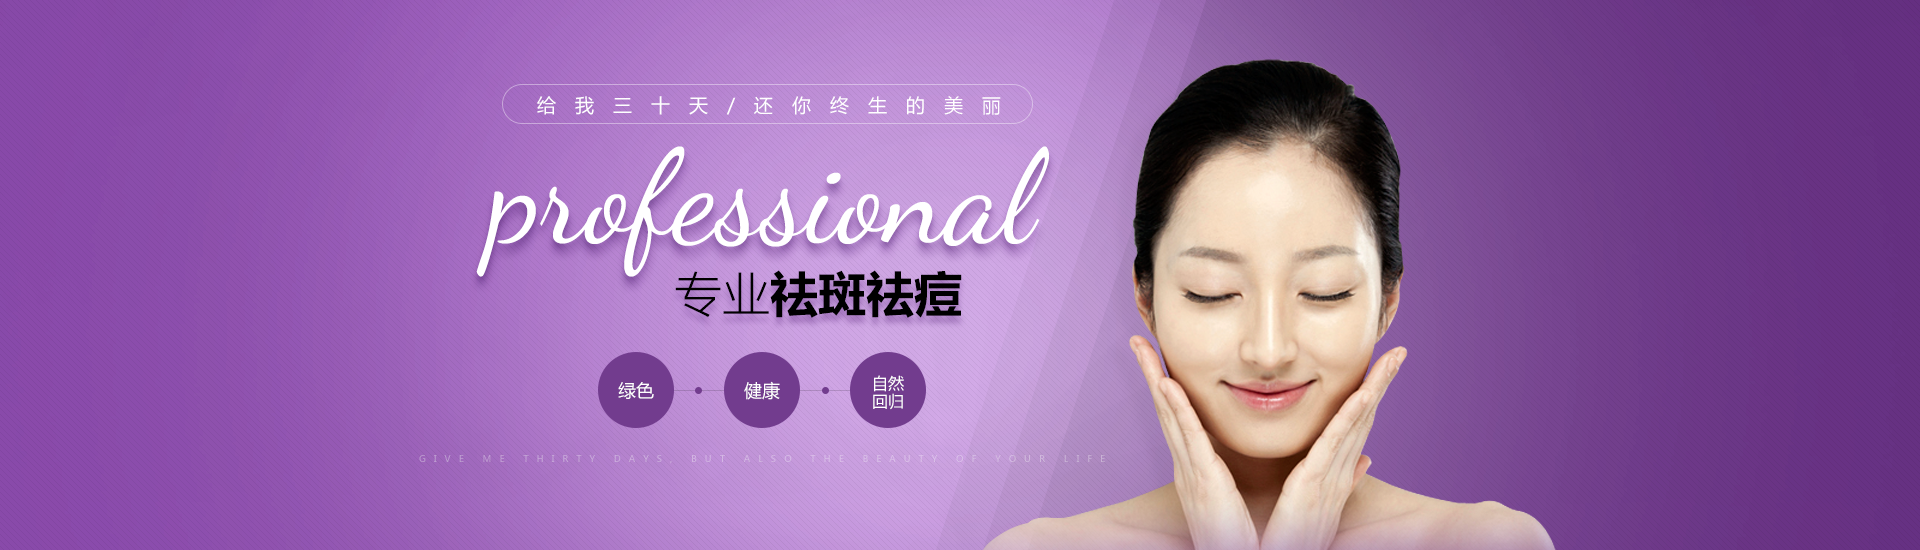 给我三十天/还你终生的美丽
professional
专业祛斑祛痘
绿色
健康
自然
回归
GIVE ME THIRTY DAYS, BUT ALSO THE BEAUTY OF YOUR LIFE